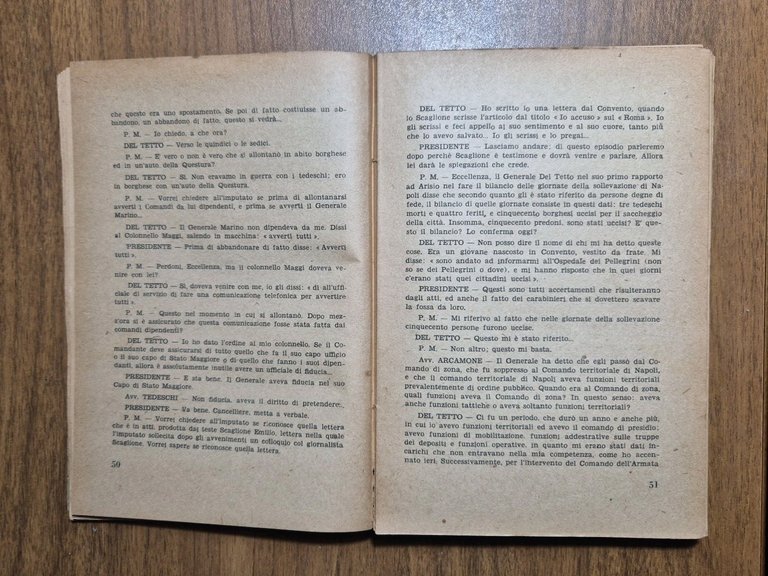 che questo era uno spostamento. Se poi di fatto costituisse un ab-
bandono, un abbandono di fatto, questo si vedrà...
P. M. — Io chiedo, a che ora?
DEL TETTO — Verso le quindici o le sedici.
P. M. — E' vero o non è vero che si allontanò in abito borghese
ed in un'auto della Questura?
DEL TETTO — Sì. Non eravamo in guerra con i tedeschi; ero
in borghese con un'auto della Questura.
P. M. — Vorrei chiedere all'imputato se prima di allontanarsi
avvertì i Comandi da lui dipendenti, e prima se avvertì il Generale
Marino...
DEL TETTO — Il Generale Marino non dipendeva da me. Dissi
al Colonnello Maggi, salendo in macchina: « avverti tutti ».
PRESIDENTE — Prima di abbandonare di fatto disse: «Avverti
tutti ».
P. M. — Perdoni, Eccellenza, ma il colonnello Maggi doveva ve-
nire con lei?
DEL TETTO — Sì, doveva venire con me, io gli dissi: « di all'uffi-
ciale di servizio di fare una comunicazione telefonica per avvertire
tutti ».
P. M. — Questo nel momento in cui si allontanò. Dopo mez-
z'ora si è assicurato che questa comunicazione fosse stata fatta dai
comandi dipendenti?
DEL TETTO — Io ho dato l'ordine al mio colonnello. Se il Co-
mandante deve assicurarsi di tutto quello che fa il suo capo ufficio
o il suo capo di Stato Maggiore o di quello che fanno i suoi dipen-
denti, allora è assolutamente inutile avere un ufficiale di fiducia...
PRESIDENTE — E sta bene. Il Generale aveva fiducia nel suo
Capo di Stato Maggiore.
Avv. TEDESCHI — Non fiducia, aveva il diritto di pretendere..
PRESIDENTE — Va bene. Cancelliere, metta a verbale.
P. M. — Vorrei chiedere all'imputato se riconosce quella lettera
che è in atti, prodotta dal teste Scaglione Emilio, lettera nella quale
l'imputato sollecita dopo gli avvenimenti un colloquio col giornalista
Scaglione. Vorrei sapere se riconosce quella lettera.
50
DEL TETTO — Ho scritto io una lettera dal Convento, quando
lo Scaglione scrisse l'articolo dal titolo « Io accuso » sul « Roma ». Io
gli scrissi e feci appello al suo sentimento e al suo cuore, tanto più
che lo avevo salvato... Io gli scrissi e lo pregai...
PRESIDENTE — Lasciamo andare; di questo episodio parleremo
dopo perchè Scaglione è testimone e dovrà venire e parlare. Allora
lei darà le spiegazioni che crede.
P. M. — Eccellenza, il Generale Del Tetto nel suo primo rapporto
ad Arisio nel fare il bilancio delle giornate della sollevazione di Na-
poli disse che secondo quanto gli è stato riferito da persone degne di
fede, il bilancio di quelle giornate consiste in questi dati: tre tedeschi
morti e quattro feriti, e cinquecento borghesi uccisi per il saccheggio
della città. Insomma, cinquecento predoni, sono stati uccisi? E' que-
sto il bilancio? Lo conferma oggi?
DEL TETTO — Non posso dire il nome di chi mi ha detto queste
cose. Era un giovane nascosto in Convento, vestito da frate. Mi
disse: « sono andato ad informarmi all'Ospedale dei Pellegrini (non
so se dei Pellegrini o dove), e mi hanno risposto che in quei giorni
c'erano stati quei cittadini uccisi ».
PRESIDENTE — Questi sono tutti accertamenti che risulteranno
dagli atti, ed anche il fatto dei carabinieri che si dovettero scavare
la fossa da loro.
P. M. — Mi riferivo al fatto che nelle giornate della sollevazione
cinquecento persone furono uccise.
DEL TETTO — Questo mi è stato riferito...
P. M. — Non altro; questo mi basta.
Avv. ARCAMONE — Il Generale ha detto che egli passò dal Co-
mando di zona, che fu soppresso al Comando territoriale di Napoli,
e che il comando territoriale di Napoli aveva funzioni territoriali
prevalentemente di ordine pubblico. Quando era al Comando di zona,
quali funzioni aveva il Comando di zona? In questo senso: aveva
anche funzioni tattiche o aveva soltanto funzioni territoriali?
DEL TETTO — Ci fu un periodo, che durò un anno e anche più,
in cui io avevo funzioni territoriali ed avevo il comando di presidio;
avevo funzioni di mobilitazione, funzioni addestrative sulle truppe
dei depositi e funzioni operative, in quanto mi erano stati dati in-
carichi che non entravano nella mia competenza, come ho accen-
nato ieri. Successivamente, per l'intervento del Comando dell'Armata
51